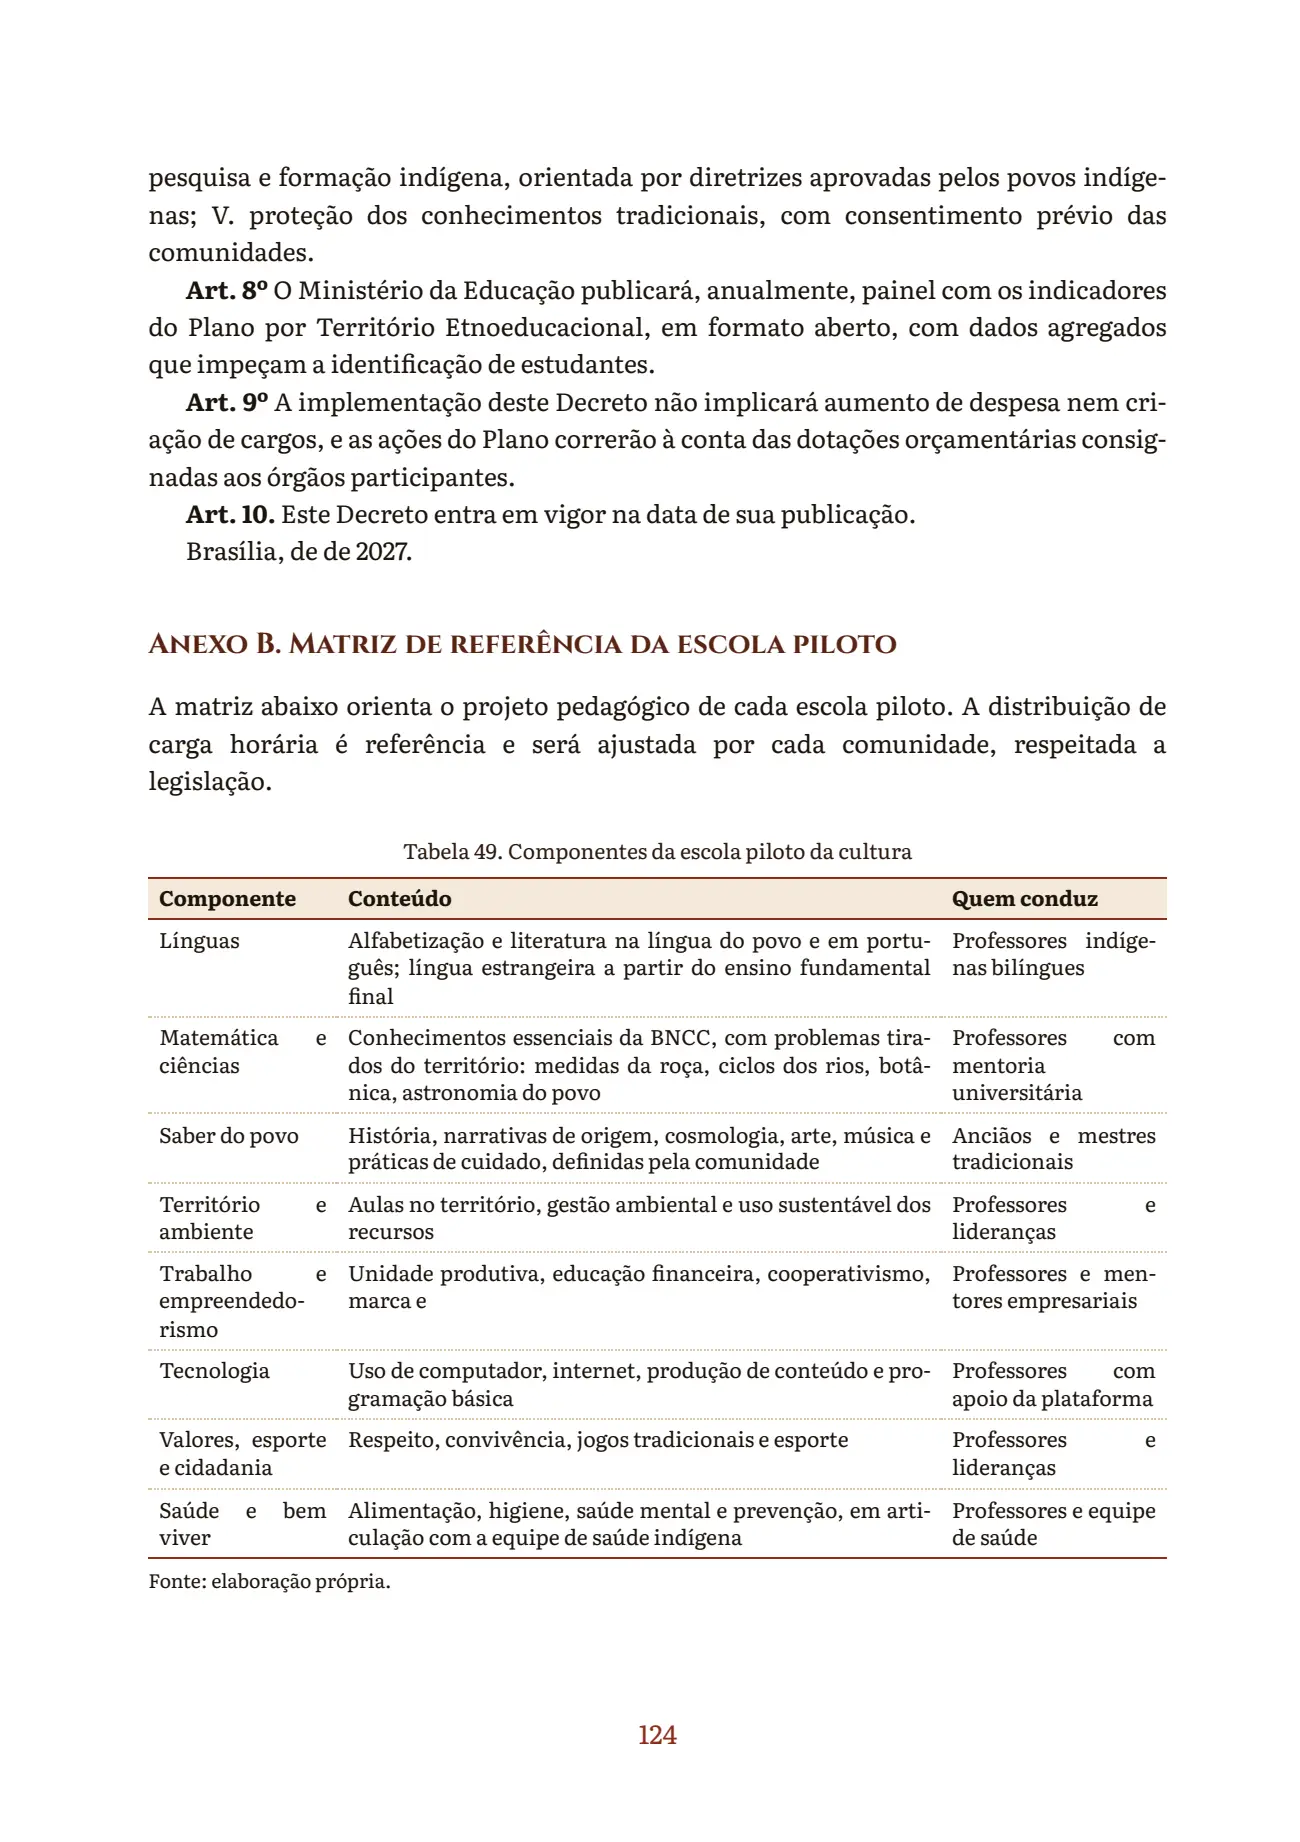 pesquisa e formação indígena, orientada por diretrizes aprovadas pelos povos indíge-
nas; V. proteção dos conhecimentos tradicionais, com consentimento prévio das
comunidades.
Art. 8º O Ministério da Educação publicará, anualmente, painel com os indicadores
do Plano por Território Etnoeducacional, em formato aberto, com dados agregados
que impeçam a identificação de estudantes.
Art. 9º A implementação deste Decreto não implicará aumento de despesa nem cri-
ação de cargos, e as ações do Plano correrão à conta das dotações orçamentárias consig-
nadas aos órgãos participantes.
Art. 10. Este Decreto entra em vigor na data de sua publicação.
Brasília, de de 2027.
Anexo B. Matriz de referência da escola piloto
A matriz abaixo orienta o projeto pedagógico de cada escola piloto. A distribuição de
carga horária é referência e será ajustada por cada comunidade, respeitada a
legislação.
Tabela 49. Componentes da escola piloto da cultura
Componente Conteúdo Quem conduz
Línguas Alfabetização e literatura na língua do povo e em portu- Professores indíge-
guês; língua estrangeira a partir do ensino fundamental nas bilíngues
final
Matemática e Conhecimentos essenciais da BNCC, com problemas tira- Professores com
ciências dos do território: medidas da roça, ciclos dos rios, botâ- mentoria
nica, astronomia do povo universitária
Saber do povo História, narrativas de origem, cosmologia, arte, música e Anciãos e mestres
práticas de cuidado, definidas pela comunidade tradicionais
Território e Aulas no território, gestão ambiental e uso sustentável dos Professores e
ambiente recursos lideranças
Trabalho e Unidade produtiva, educação financeira, cooperativismo, Professores e men-
empreendedo- marca e tores empresariais
rismo
Tecnologia Uso de computador, internet, produção de conteúdo e pro- Professores com
gramação básica apoio da plataforma
Valores, esporte Respeito, convivência, jogos tradicionais e esporte Professores e
e cidadania lideranças
Saúde e bem Alimentação, higiene, saúde mental e prevenção, em arti- Professores e equipe
viver culação com a equipe de saúde indígena de saúde
Fonte: elaboração própria.
124